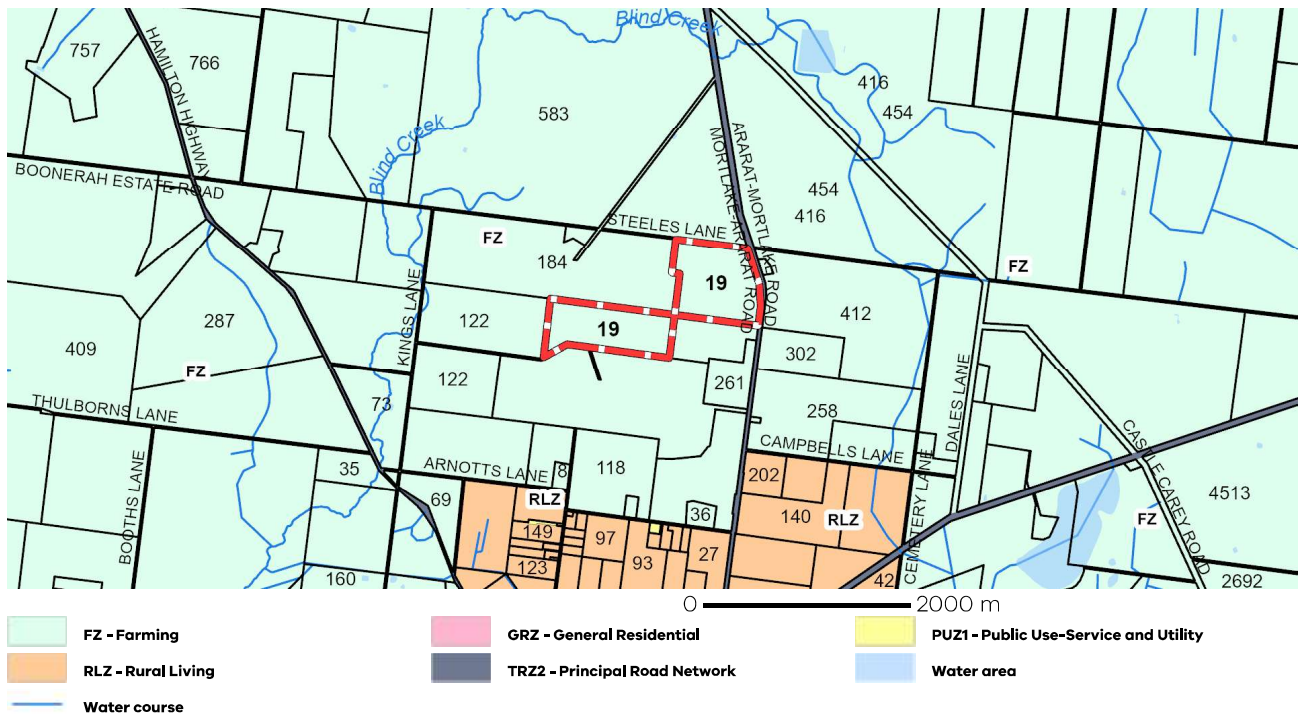 Blind Creek
757
766
HAMILTON HIGHWAY
583
416
454
Blind Creek
ARARAT-MORTLAKE ROAD
MORTLAKE-ARARAT ROAD
BOONERAH ESTATE ROAD
454
416
STEELES LANE
FZ
184
FZ
19
19
412
KINGS LANE
122
287
409
302
FZ
122
261
DALES LANE
73
258
THULBORNS LANE
CAMPBELLS LANE
CASTLE CAREY ROAD
35
ARNOTTS LANE
8
118
202
CEMETERY LANE
BOOTHS LANE
69
RLZ
36
140
RLZ
4513
FZ
149
97
93
27
123
160
42
2692
0 2000 m
FZ - Farming
GRZ - General Residential
PUZ1 - Public Use-Service and Utility
RLZ - Rural Living
TRZ2 - Principal Road Network
Water area
Water course